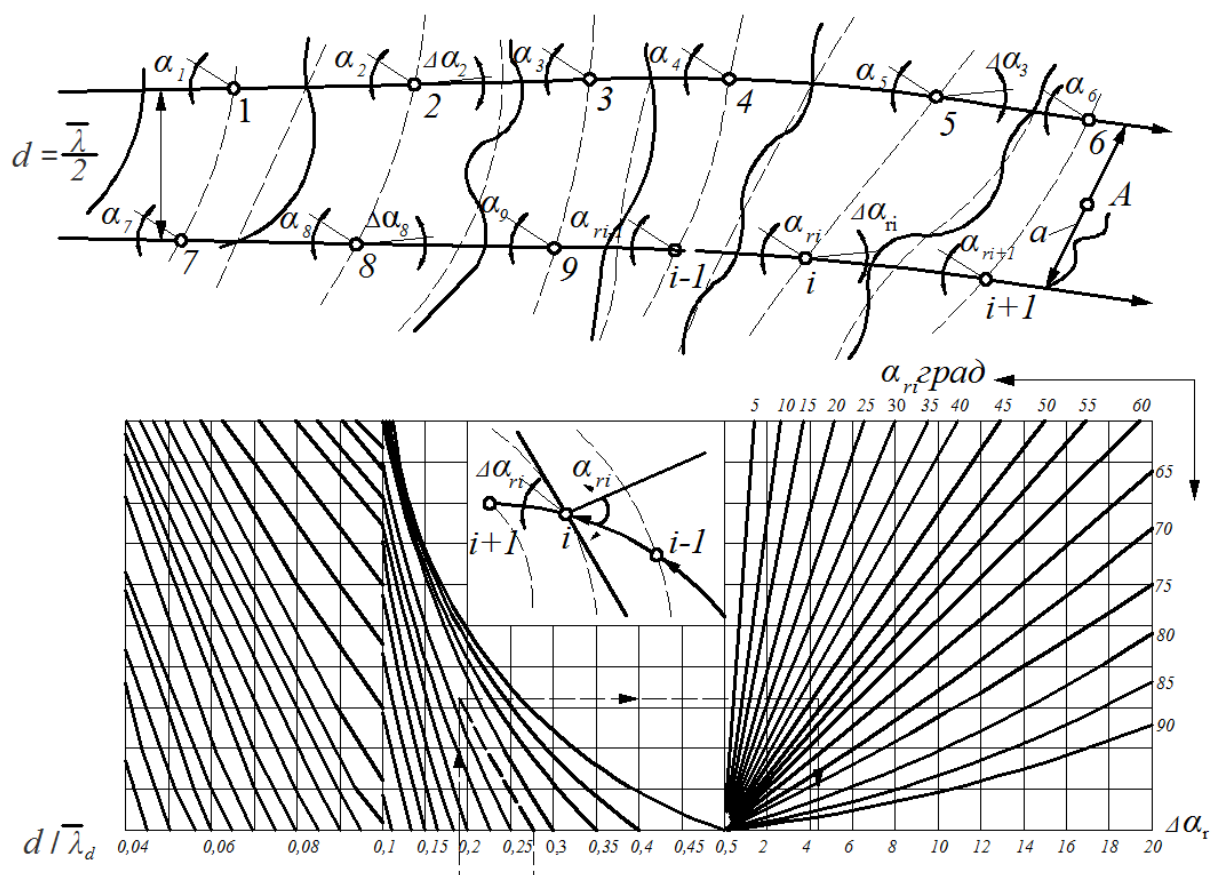 α₁ α₂ Δα₂ α₃ α₄ α₅ Δα₃ α₆
1 2 3 4 5 6
d = λ̅/2
α₇ α₈ Δα₈ α₉ αri-1 αri Δαri αri+1 a A
7 8 9 i-1 i i+1
αri град
5 10 15 20 25 30 35 40 45 50 55 60
65
70
75
80
85
90
Δαri αri
i+1 i i-1
d / λ̅d 0,04 0,06 0,08 0,1 0,15 0,2 0,25 0,3 0,35 0,4 0,45 0,5 2 4 6 8 10 12 14 16 18 20 Δαr